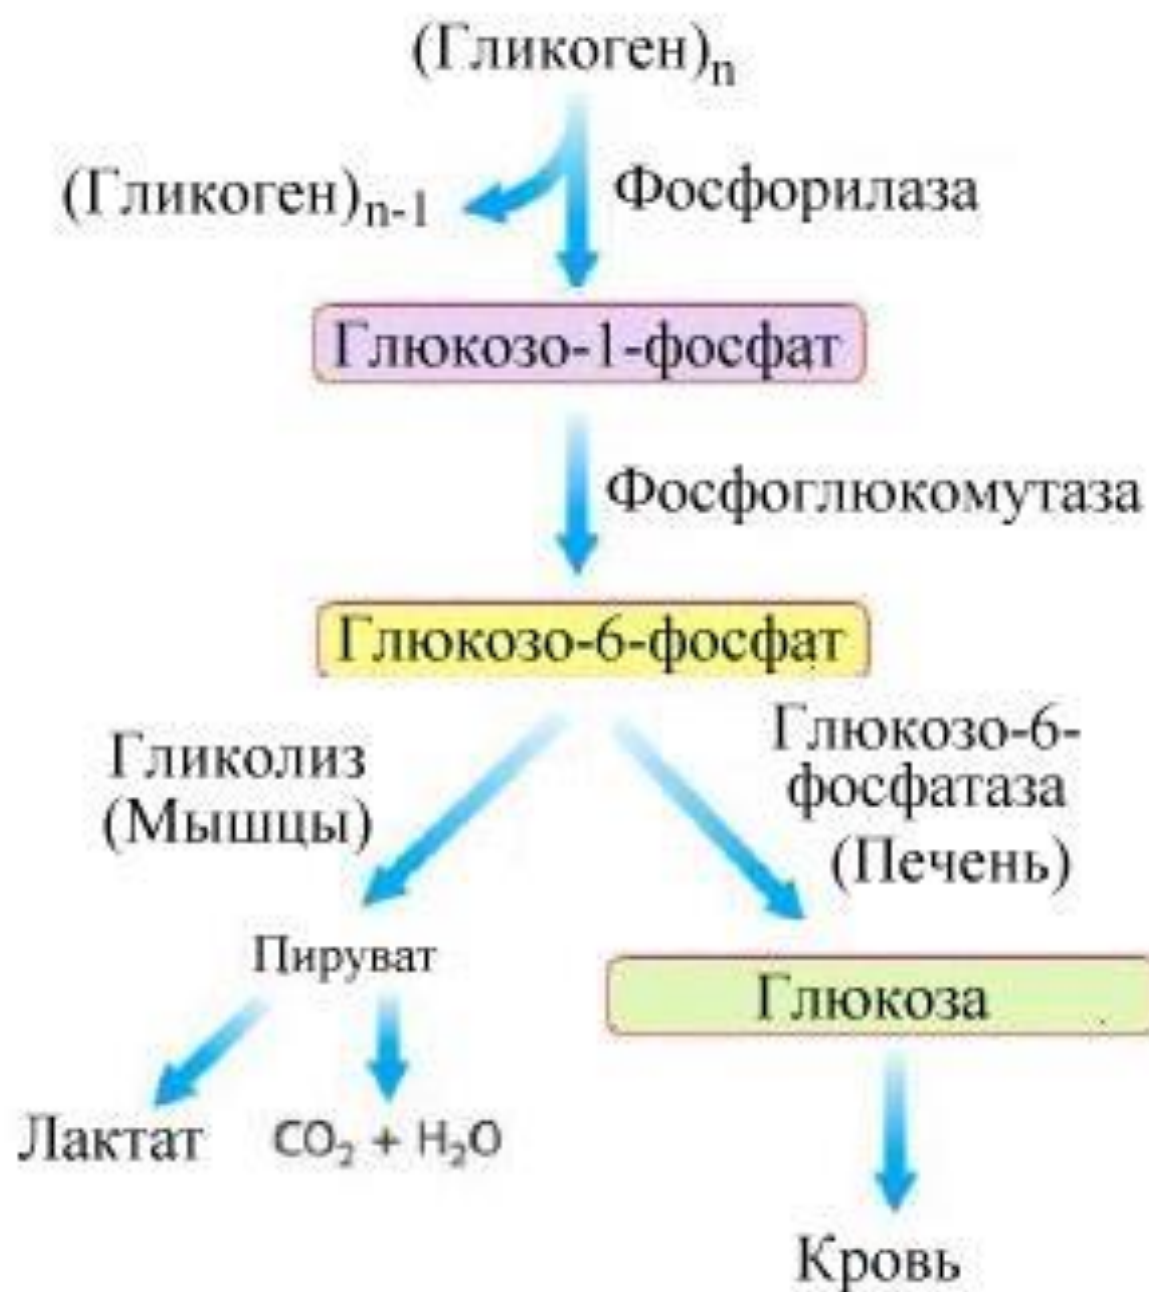 (Гликоген)n
(Гликоген)n-1
Фосфорилаза
Глюкозо-1-фосфат
Фосфоглюкомутаза
Глюкозо-6-фосфат
Гликолиз
(Мышцы)
Глюкозо-6-
фосфатаза
(Печень)
Пируват
Глюкоза
Лактат
CO₂ + H₂O
Кровь